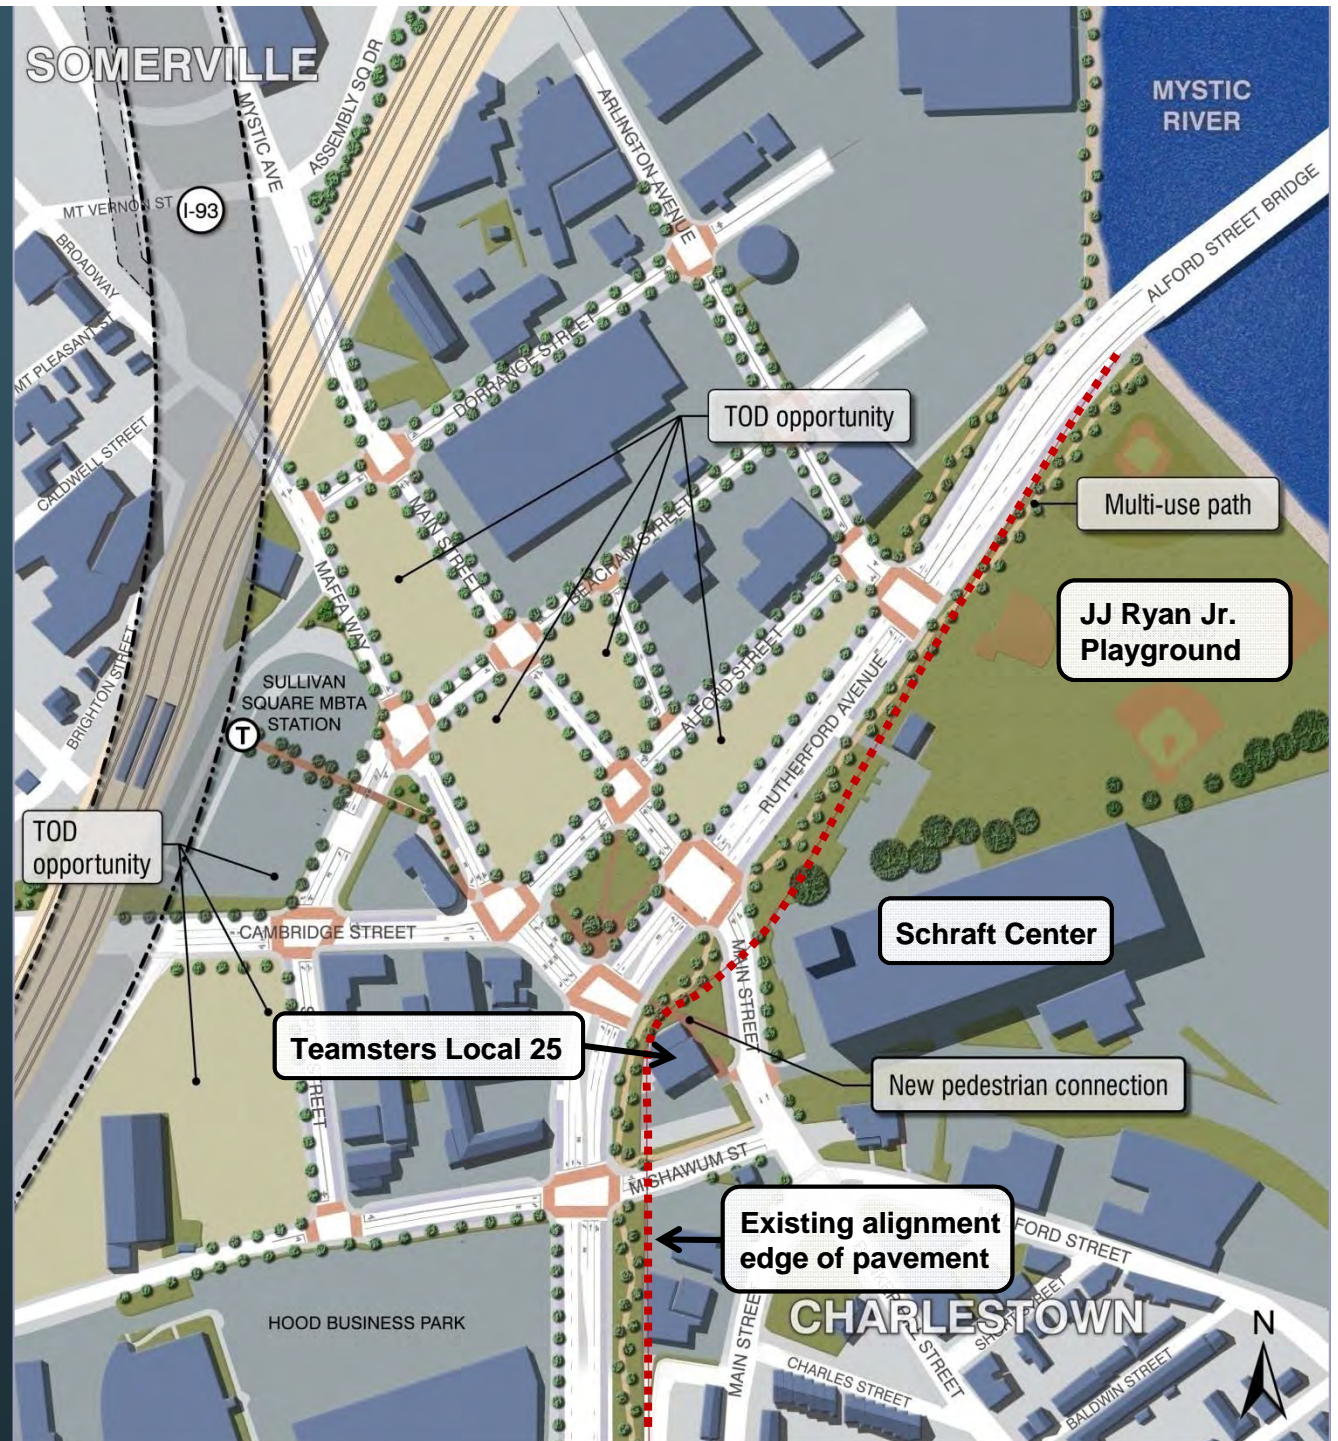 SOMERVILLE
MYSTIC
RIVER
MYSTIC AVE
ASSEMBLY SQ DR
ARLINGTON AVENUE
ALFORD STREET BRIDGE
MT VERNON ST
I-93
BROADWAY
MT PLEASANT ST
DORRANCE STREET
TOD opportunity
CALDWELL STREET
MAIN STREET
BEACHAM STREET
Multi-use path
MAFFA WAY
JJ Ryan Jr.
Playground
BRIGHTON STREET
SULLIVAN
SQUARE MBTA
STATION
T
ALFORD STREET
RUTHERFORD AVENUE
TOD
opportunity
CAMBRIDGE STREET
MAIN STREET
Schraft Center
STREET
Teamsters Local 25
New pedestrian connection
MISHAWUM ST
Existing alignment
edge of pavement
FORD STREET
STREET
HOOD BUSINESS PARK
CHARLESTOWN
N
MAIN STREET
CHARLES STREET
BALDWIN STREET